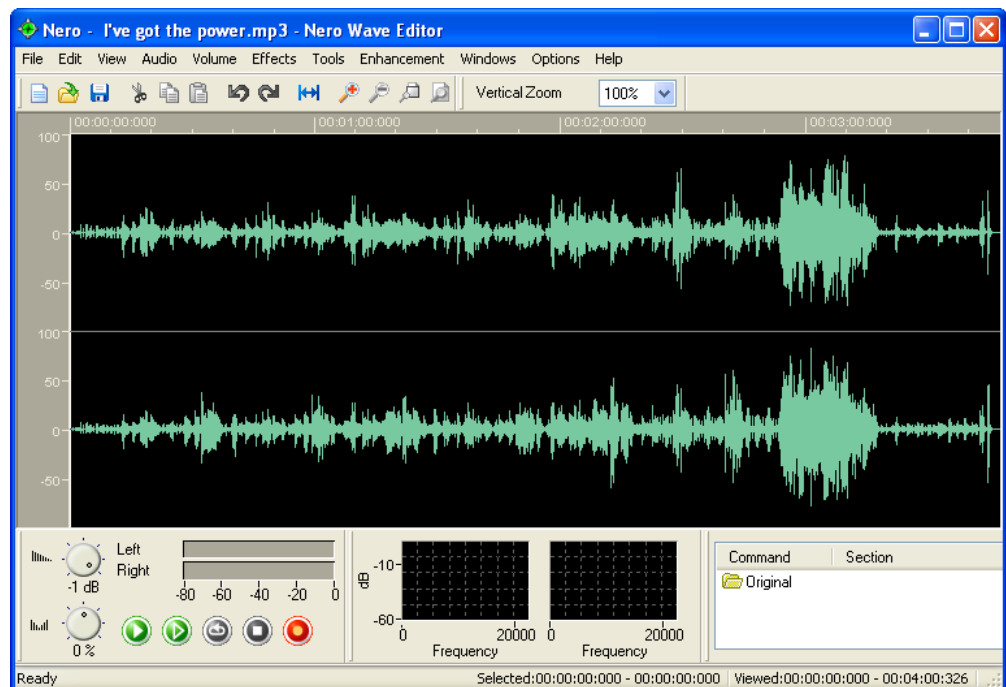 Nero - I've got the power.mp3 - Nero Wave Editor
File Edit View Audio Volume Effects Tools Enhancement Windows Options Help
Vertical Zoom 100%
00:00:00:000 00:01:00:000 00:02:00:000 00:03:00:000
100
50
0
-50
100
50
0
-50
Left
Right
-1 dB
-80 -60 -40 -20 0
0 %
dB
-10
-60
0 20000 0 20000
Frequency Frequency
Command Section
Original
Ready Selected:00:00:00:000 - 00:00:00:000 Viewed:00:00:00:000 - 00:04:00:326